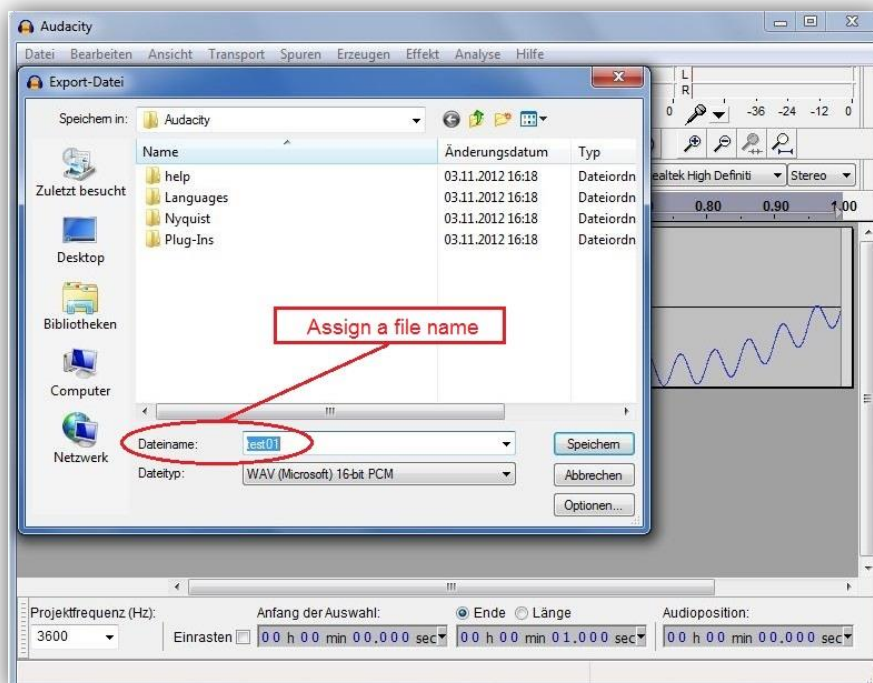 Audacity
Datei Bearbeiten Ansicht Transport Spuren Erzeugen Effekt Analyse Hilfe
Export-Datei
L
R
Speichern in: Audacity
0 -36 -24 -12 0
Name Änderungsdatum Typ
Zuletzt besucht
help 03.11.2012 16:18 Dateiordn
Languages 03.11.2012 16:18 Dateiordn
Nyquist 03.11.2012 16:18 Dateiordn
Plug-Ins 03.11.2012 16:18 Dateiordn
High Definiti Stereo
0.80 0.90 1.00
Desktop
Bibliotheken
Assign a file name
Computer
Netzwerk
Dateiname: test01 Speichern
Dateityp: WAV (Microsoft) 16-bit PCM Abbrechen
Optionen...
Projektfrequenz (Hz): Anfang der Auswahl: Ende Länge Audioposition:
3600 Einrasten 00 h 00 min 00.000 sec 00 h 00 min 01.000 sec 00 h 00 min 00.000 sec